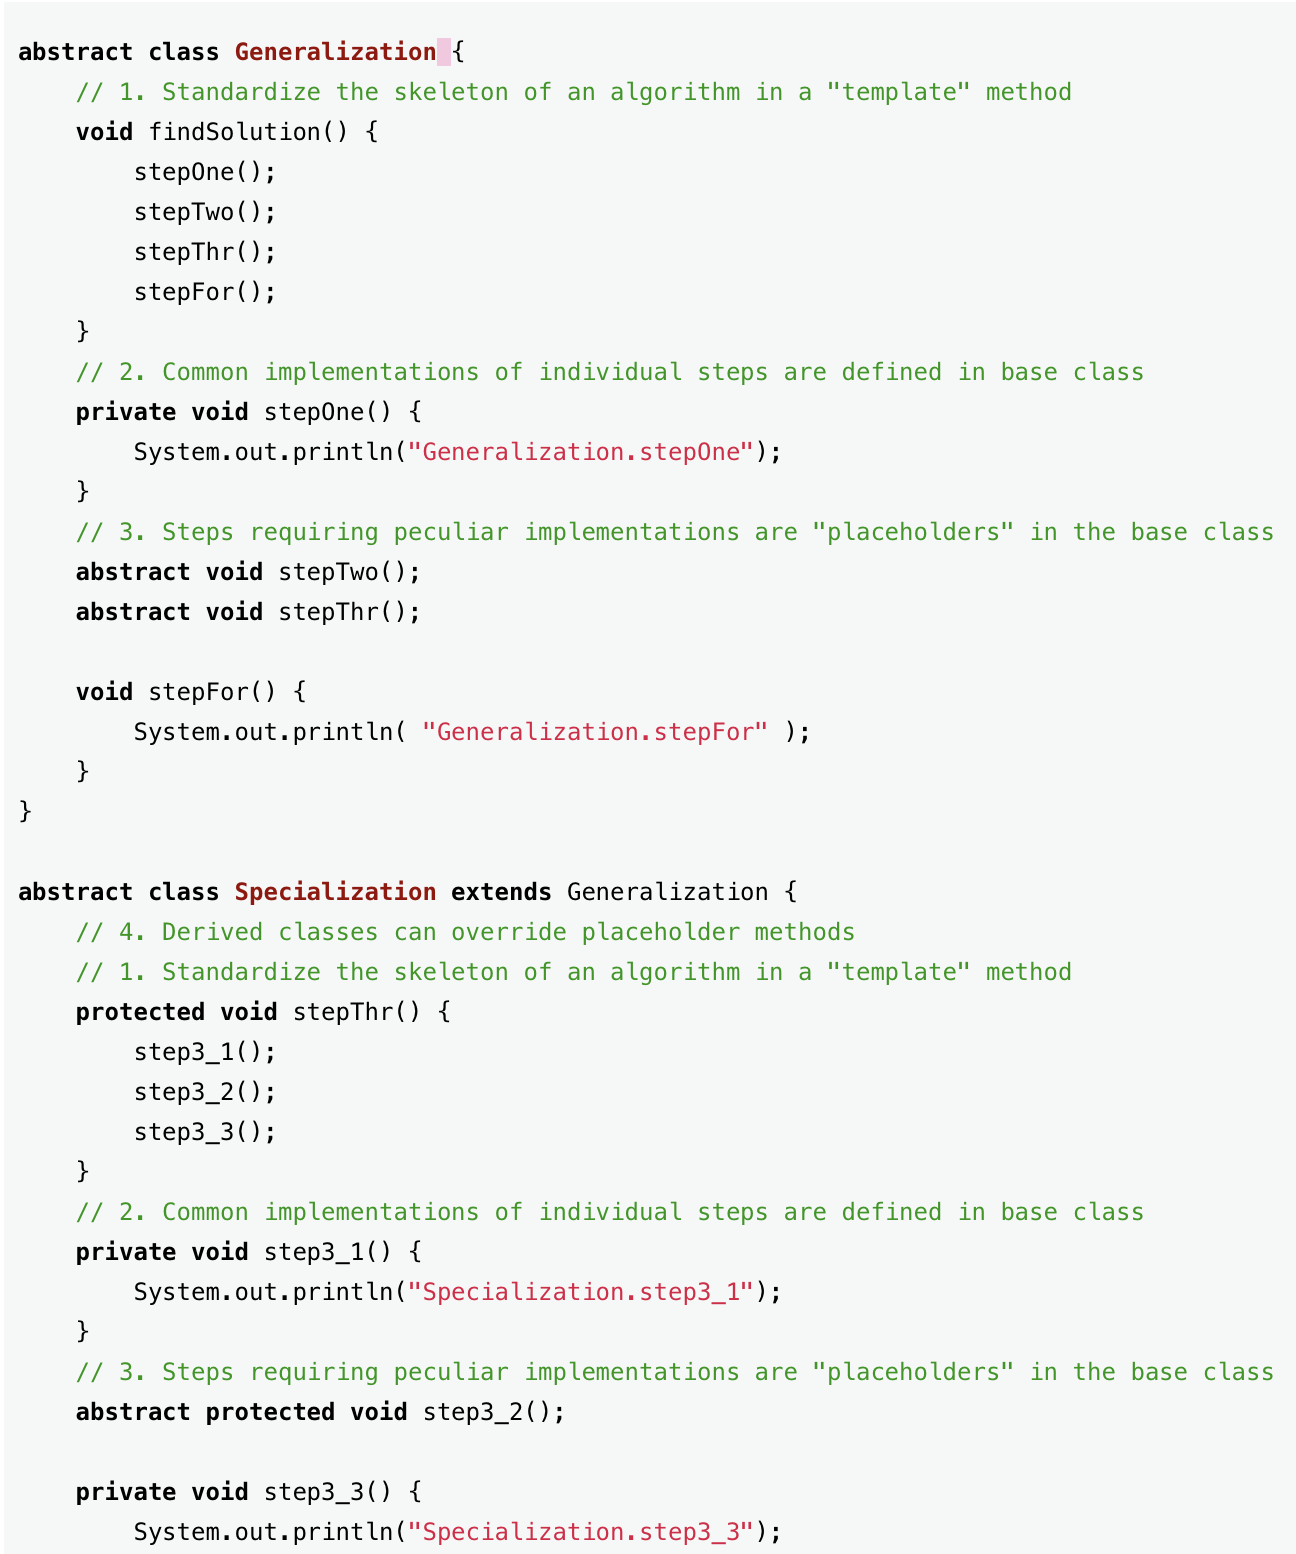 abstract class Generalization {
    // 1. Standardize the skeleton of an algorithm in a "template" method
    void findSolution() {
        stepOne();
        stepTwo();
        stepThr();
        stepFor();
    }
    // 2. Common implementations of individual steps are defined in base class
    private void stepOne() {
        System.out.println("Generalization.stepOne");
    }
    // 3. Steps requiring peculiar implementations are "placeholders" in the base class
    abstract void stepTwo();
    abstract void stepThr();

    void stepFor() {
        System.out.println( "Generalization.stepFor" );
    }
}

abstract class Specialization extends Generalization {
    // 4. Derived classes can override placeholder methods
    // 1. Standardize the skeleton of an algorithm in a "template" method
    protected void stepThr() {
        step3_1();
        step3_2();
        step3_3();
    }
    // 2. Common implementations of individual steps are defined in base class
    private void step3_1() {
        System.out.println("Specialization.step3_1");
    }
    // 3. Steps requiring peculiar implementations are "placeholders" in the base class
    abstract protected void step3_2();

    private void step3_3() {
        System.out.println("Specialization.step3_3");